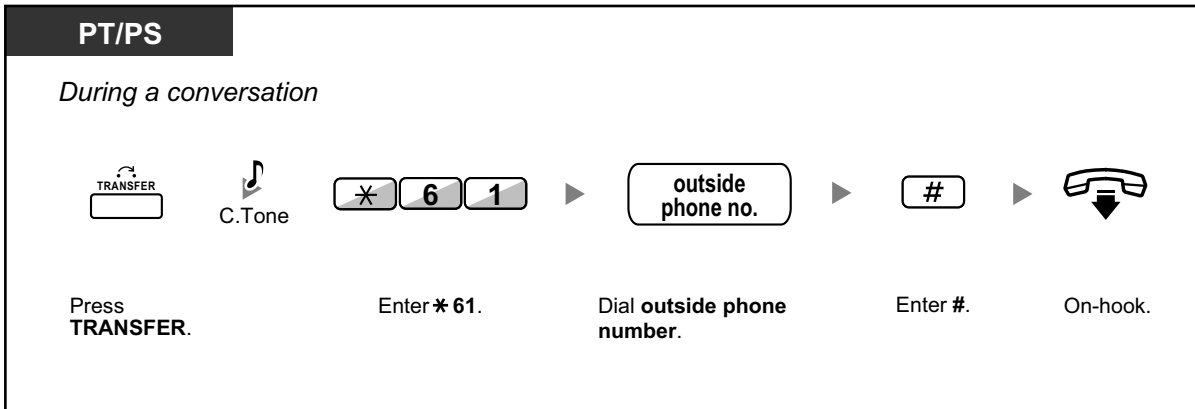 PT/PS
During a conversation
TRANSFER
C.Tone
* 6 1
outside
phone no.
#
Press
TRANSFER.
Enter * 61.
Dial outside phone
number.
Enter #.
On-hook.